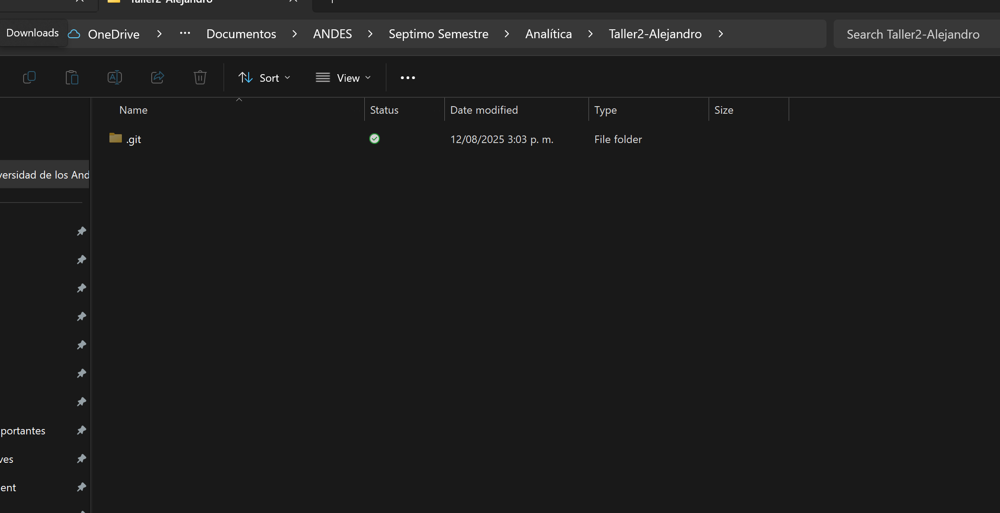 Taller2-Alejandro
Downloads
OneDrive > ... Documentos > ANDES > Septimo Semestre > Analítica > Taller2-Alejandro >
Search Taller2-Alejandro
Sort
View
Name Status Date modified Type Size
.git 12/08/2025 3:03 p. m. File folder
versidad de los And
portantes
ves
ent